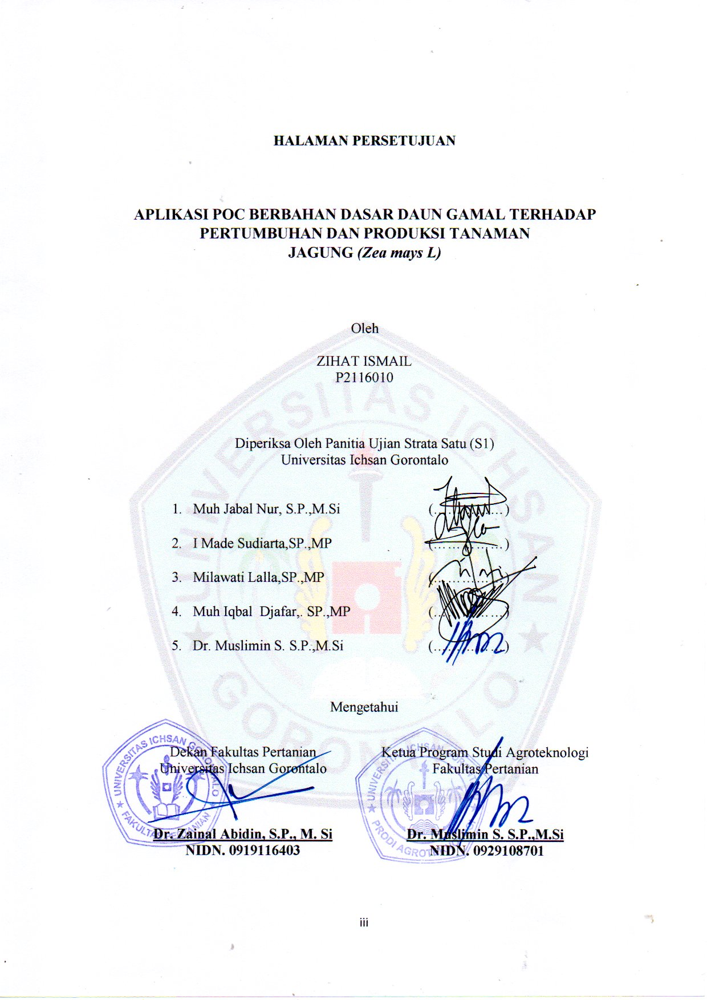 HALAMAN PERSETUJUAN
APLIKASI POC BERBAHAN DASAR DAUN GAMAL TERHADAP
PERTUMBUHAN DAN PRODUKSI TANAMAN
JAGUNG (Zea mays L)
Oleh
ZIHAT ISMAIL
P2116010
Diperiksa Oleh Panitia Ujian Strata Satu (S1)
Universitas Ichsan Gorontalo
1. Muh Jabal Nur, S.P.,M.Si (...............)
2. I Made Sudiarta,SP.,MP (...............)
3. Milawati Lalla,SP.,MP (...............)
4. Muh Iqbal Djafar,. SP.,MP (...............)
5. Dr. Muslimin S. S.P.,M.Si (...............)
UNIVERSITAS ICHSAN
GORONTALO
Mengetahui
Dekan Fakultas Pertanian
Universitas Ichsan Gorontalo
UNIVERSITAS ICHSAN GORONTALO
FAKULTAS PERTANIAN
Dr. Zainal Abidin, S.P., M. Si
NIDN. 0919116403
Ketua Program Studi Agroteknologi
Fakultas Pertanian
UNIVERSITAS ICHSAN GORONTALO
PRODI AGROTEKNOLOGI
Dr. Muslimin S. S.P.,M.Si
NIDN. 0929108701
iii